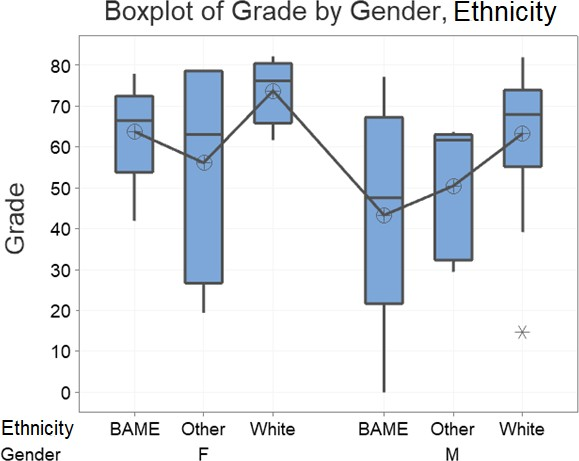 Boxplot of Grade by Gender, Ethnicity
Grade
80
70
60
50
40
30
20
10
0
Ethnicity BAME Other White BAME Other White
Gender F M